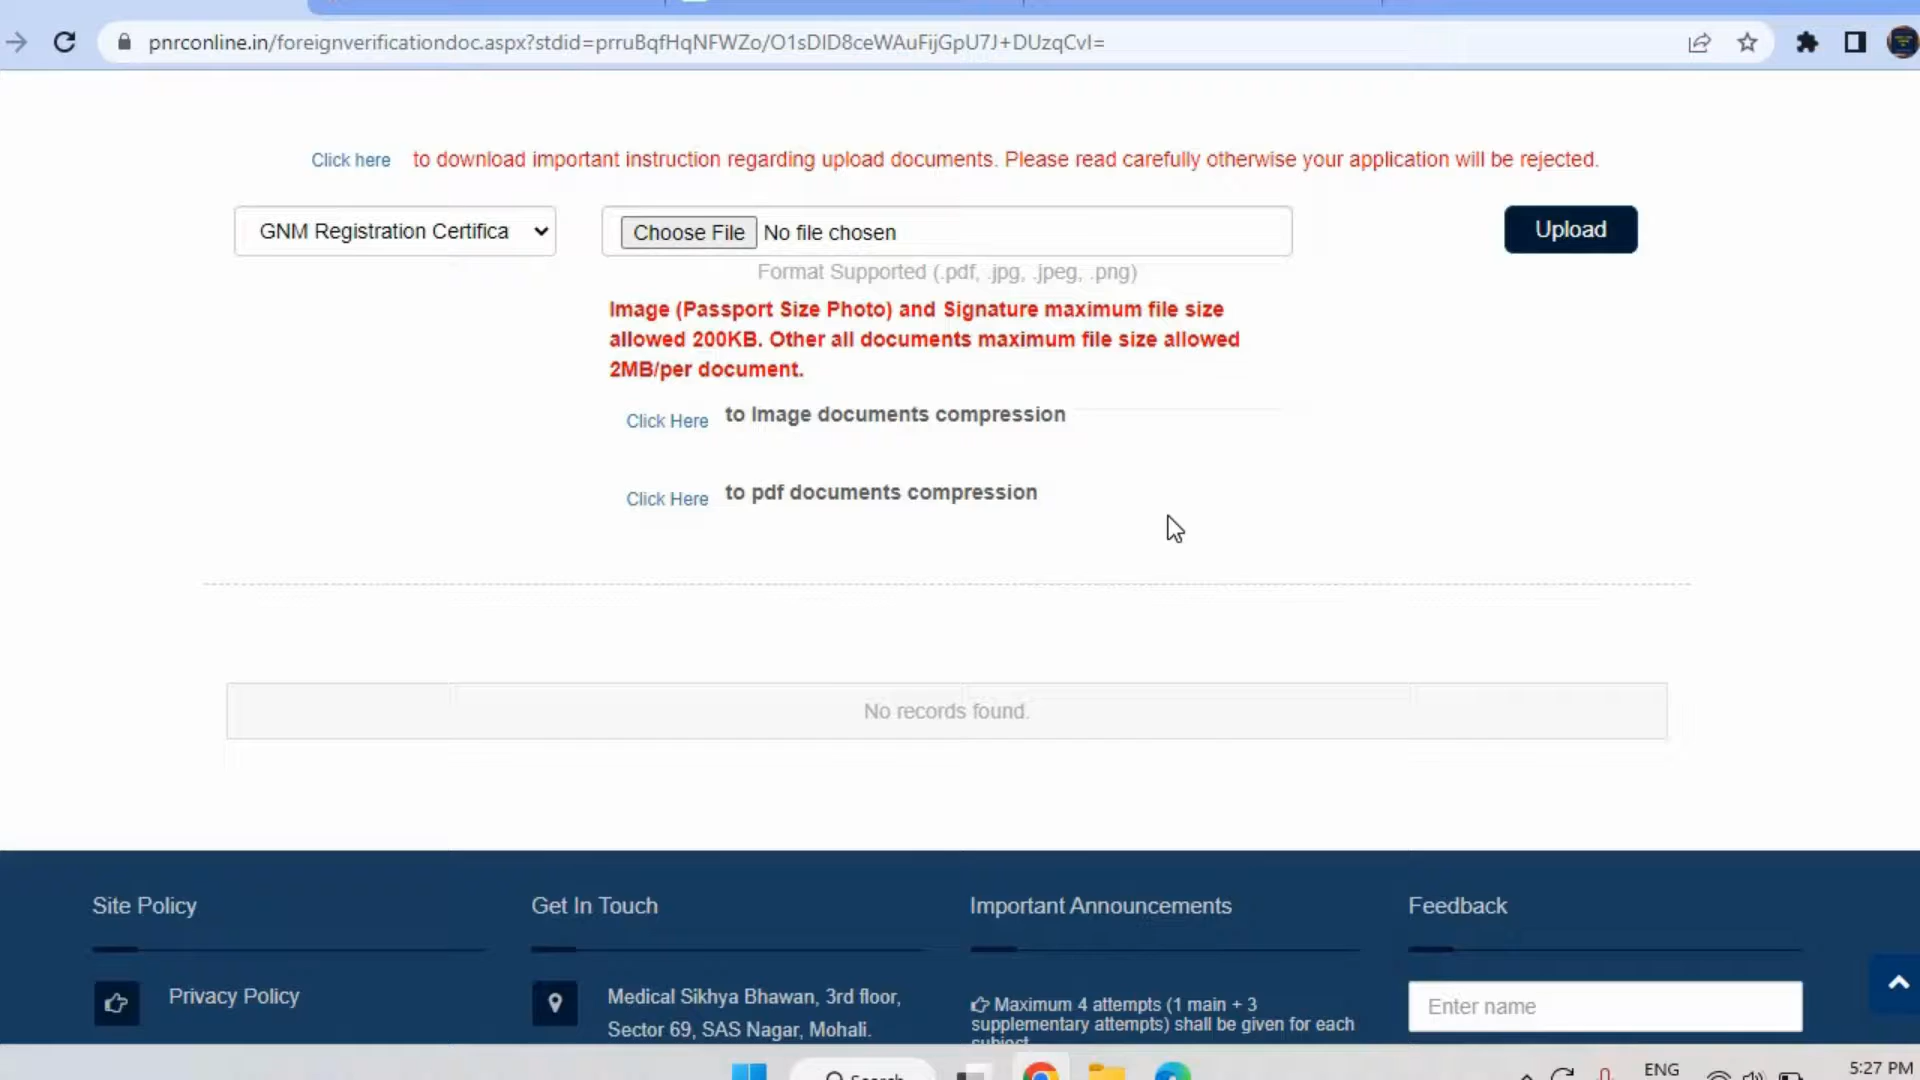 pnrconline.in/foreignverificationdoc.aspx?stdid=prruBqfHqNFWZo/O1sDID8ceWAuFijGpU7J+DUzqCvI=
Click here to download important instruction regarding upload documents. Please read carefully otherwise your application will be rejected.
GNM Registration Certifica Choose File No file chosen Upload
Format Supported (.pdf, .jpg, .jpeg, .png)
Image (Passport Size Photo) and Signature maximum file size
allowed 200KB. Other all documents maximum file size allowed
2MB/per document.
Click Here to Image documents compression
Click Here to pdf documents compression
No records found.
Site Policy Get In Touch Important Announcements Feedback
Privacy Policy Medical Sikhya Bhawan, 3rd floor,
Sector 69, SAS Nagar, Mohali.
Maximum 4 attempts (1 main + 3
supplementary attempts) shall be given for each
subject
Enter name
Search
ENG
5:27 PM